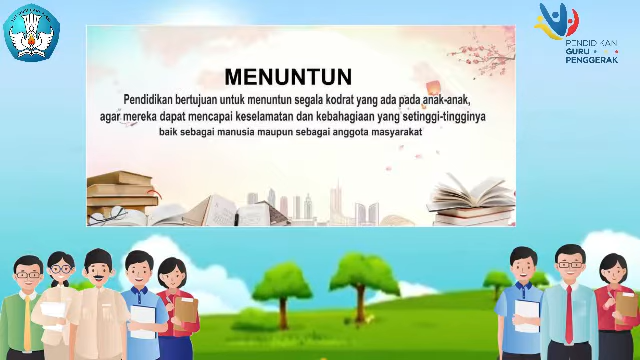 PENDIDIKAN
GURU
PENGGERAK
MENUNTUN
Pendidikan bertujuan untuk menuntun segala kodrat yang ada pada anak-anak,
agar mereka dapat mencapai keselamatan dan kebahagiaan yang setinggi-tingginya
baik sebagai manusia maupun sebagai anggota masyarakat